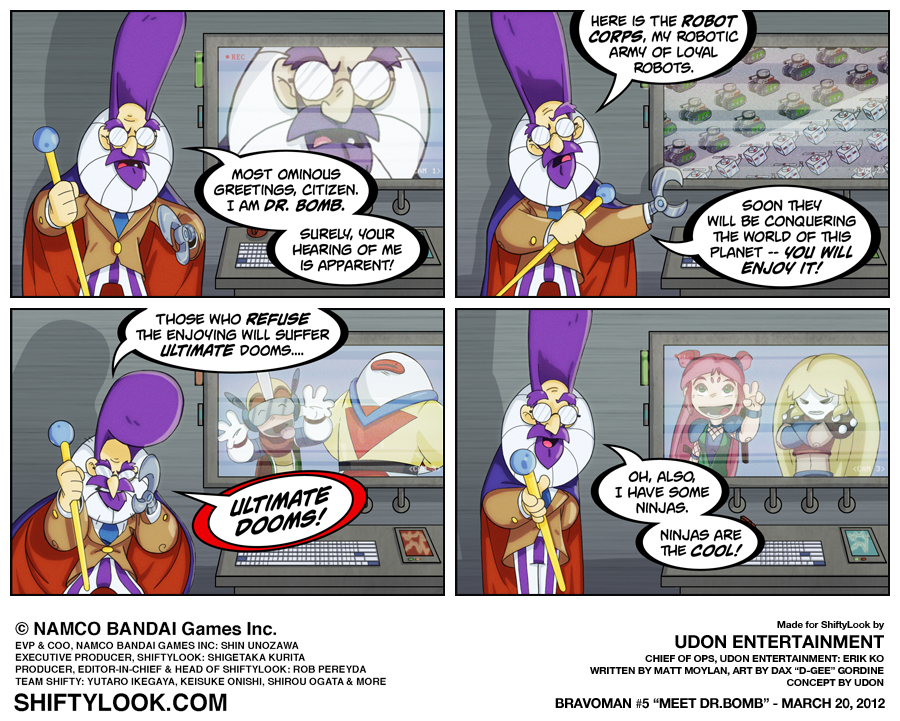 ● REC
<CAM 1>
MOST OMINOUS
GREETINGS, CITIZEN.
I AM DR. BOMB.
SURELY, YOUR
HEARING OF ME
IS APPARENT!
HERE IS THE ROBOT
CORPS, MY ROBOTIC
ARMY OF LOYAL
ROBOTS.
<CAM 2>
SOON THEY
WILL BE CONQUERING
THE WORLD OF THIS
PLANET -- YOU WILL
ENJOY IT!
THOSE WHO REFUSE
THE ENJOYING WILL SUFFER
ULTIMATE DOOMS....
ULTIMATE
DOOMS!
<CAM 3>
OH, ALSO,
I HAVE SOME
NINJAS.
NINJAS ARE
THE COOL!
© NAMCO BANDAI Games Inc.
EVP & COO, NAMCO BANDAI GAMES INC: SHIN UNOZAWA
EXECUTIVE PRODUCER, SHIFTYLOOK: SHIGETAKA KURITA
PRODUCER, EDITOR-IN-CHIEF & HEAD OF SHIFTYLOOK: ROB PEREYDA
TEAM SHIFTY: YUTARO IKEGAYA, KEISUKE ONISHI, SHIROU OGATA & MORE
SHIFTYLOOK.COM
Made for ShiftyLook by
UDON ENTERTAINMENT
CHIEF OF OPS, UDON ENTERTAINMENT: ERIK KO
WRITTEN BY MATT MOYLAN, ART BY DAX “D-GEE” GORDINE
CONCEPT BY UDON
BRAVOMAN #5 “MEET DR.BOMB” - MARCH 20, 2012